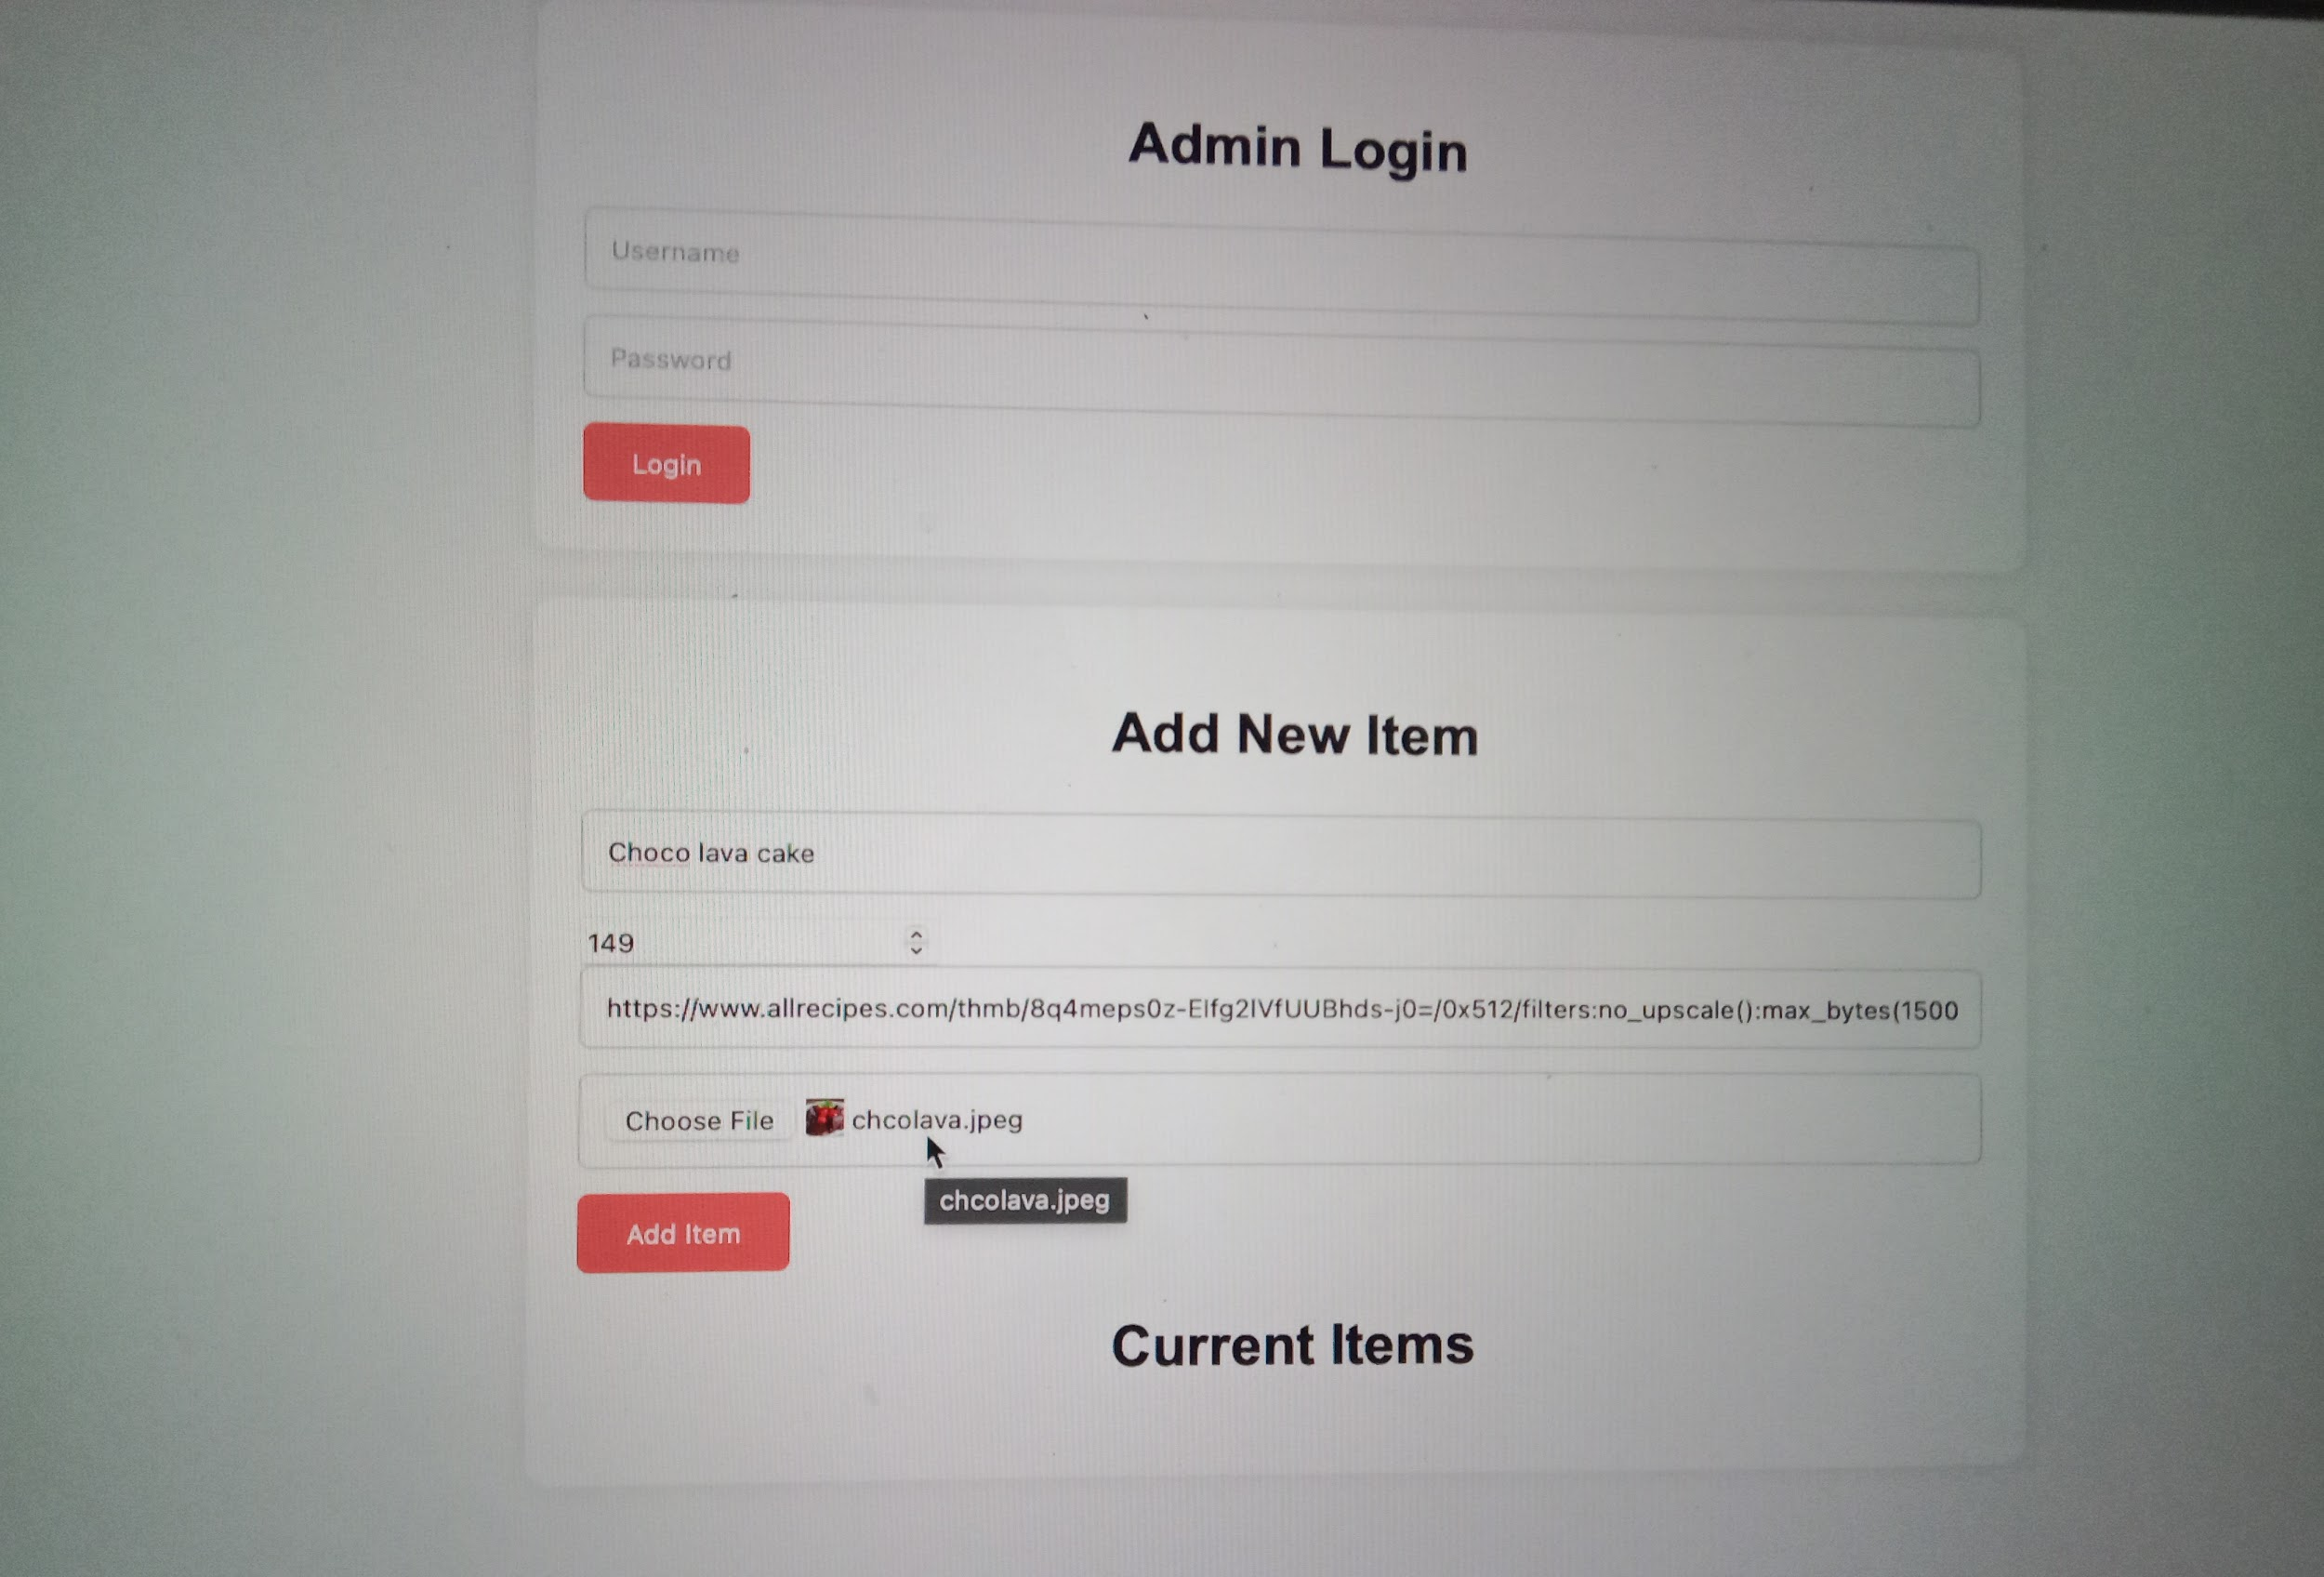 Admin Login
Username
Password
Login
Add New Item
Choco lava cake
149
https://www.allrecipes.com/thmb/8q4meps0z-Elfg2IVfUUBhds-j0=/0x512/filters:no_upscale():max_bytes(1500
Choose File chcolava.jpeg
chcolava.jpeg
Add Item
Current Items